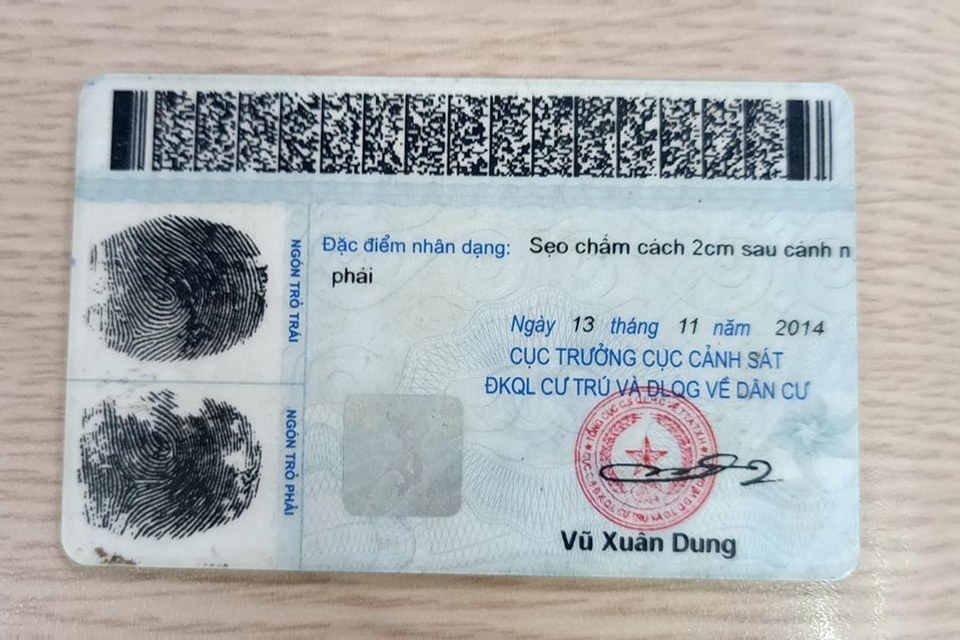 Đặc điểm nhân dạng: Sẹo chấm cách 2cm sau cánh
phải
NGÓN TRỎ TRÁI
Ngày 13 tháng 11 năm 2014
CỤC TRƯỞNG CỤC CẢNH SÁT
ĐKQL CƯ TRÚ VÀ DLQG VỀ DÂN CƯ
NGÓN TRỎ PHẢI
Vũ Xuân Dung